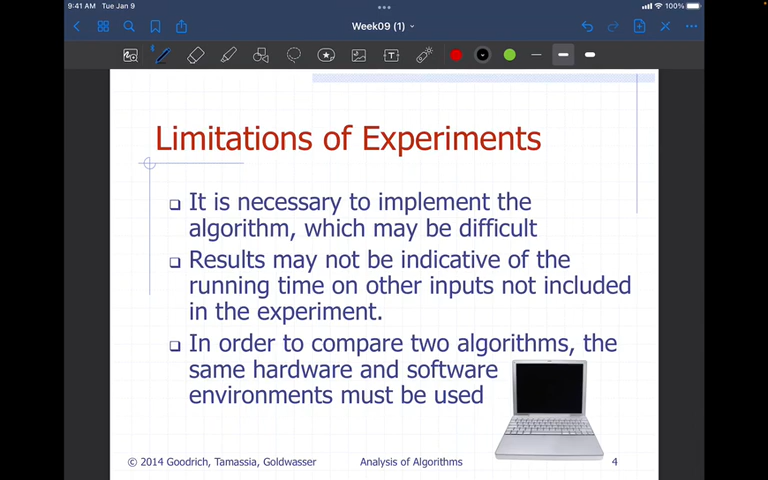 9:41 AM Tue Jan 9
100%
Week09 (1)
Limitations of Experiments
It is necessary to implement the
algorithm, which may be difficult
Results may not be indicative of the
running time on other inputs not included
in the experiment.
In order to compare two algorithms, the
same hardware and software
environments must be used
© 2014 Goodrich, Tamassia, Goldwasser Analysis of Algorithms 4